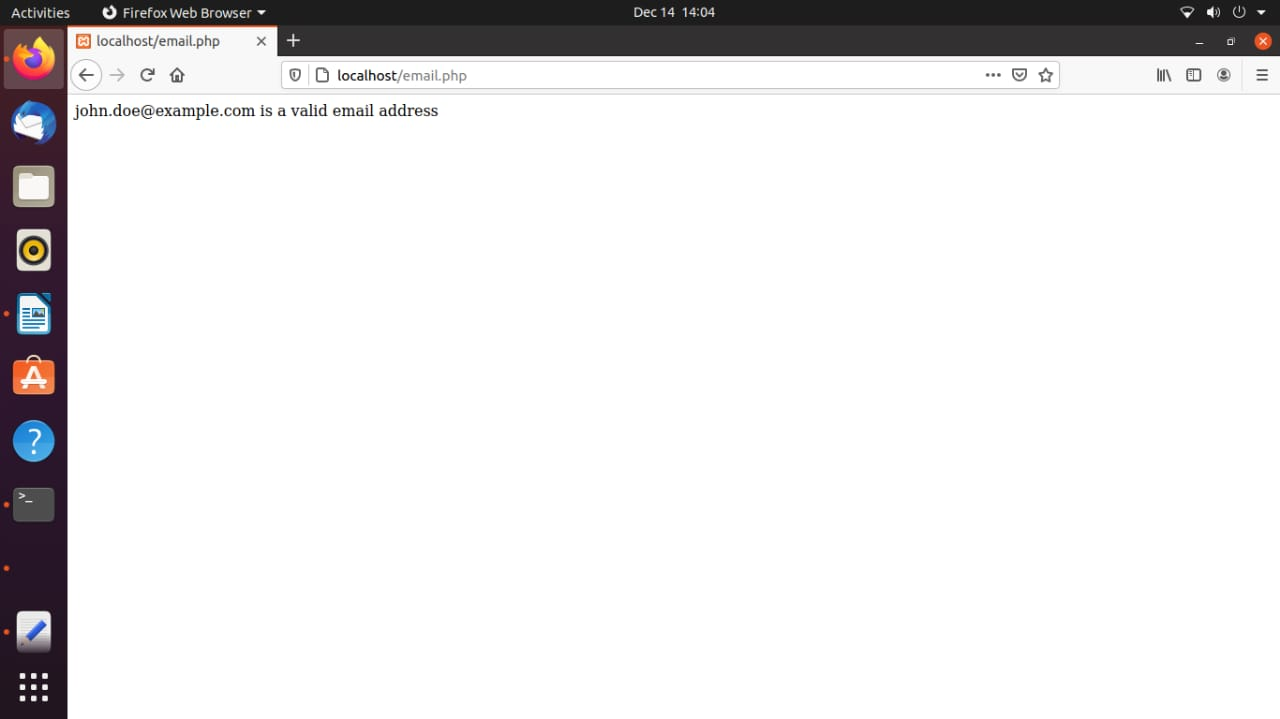 Activities
Firefox Web Browser
Dec 14 14:04
localhost/email.php
localhost/email.php
john.doe@example.com is a valid email address
?
>_